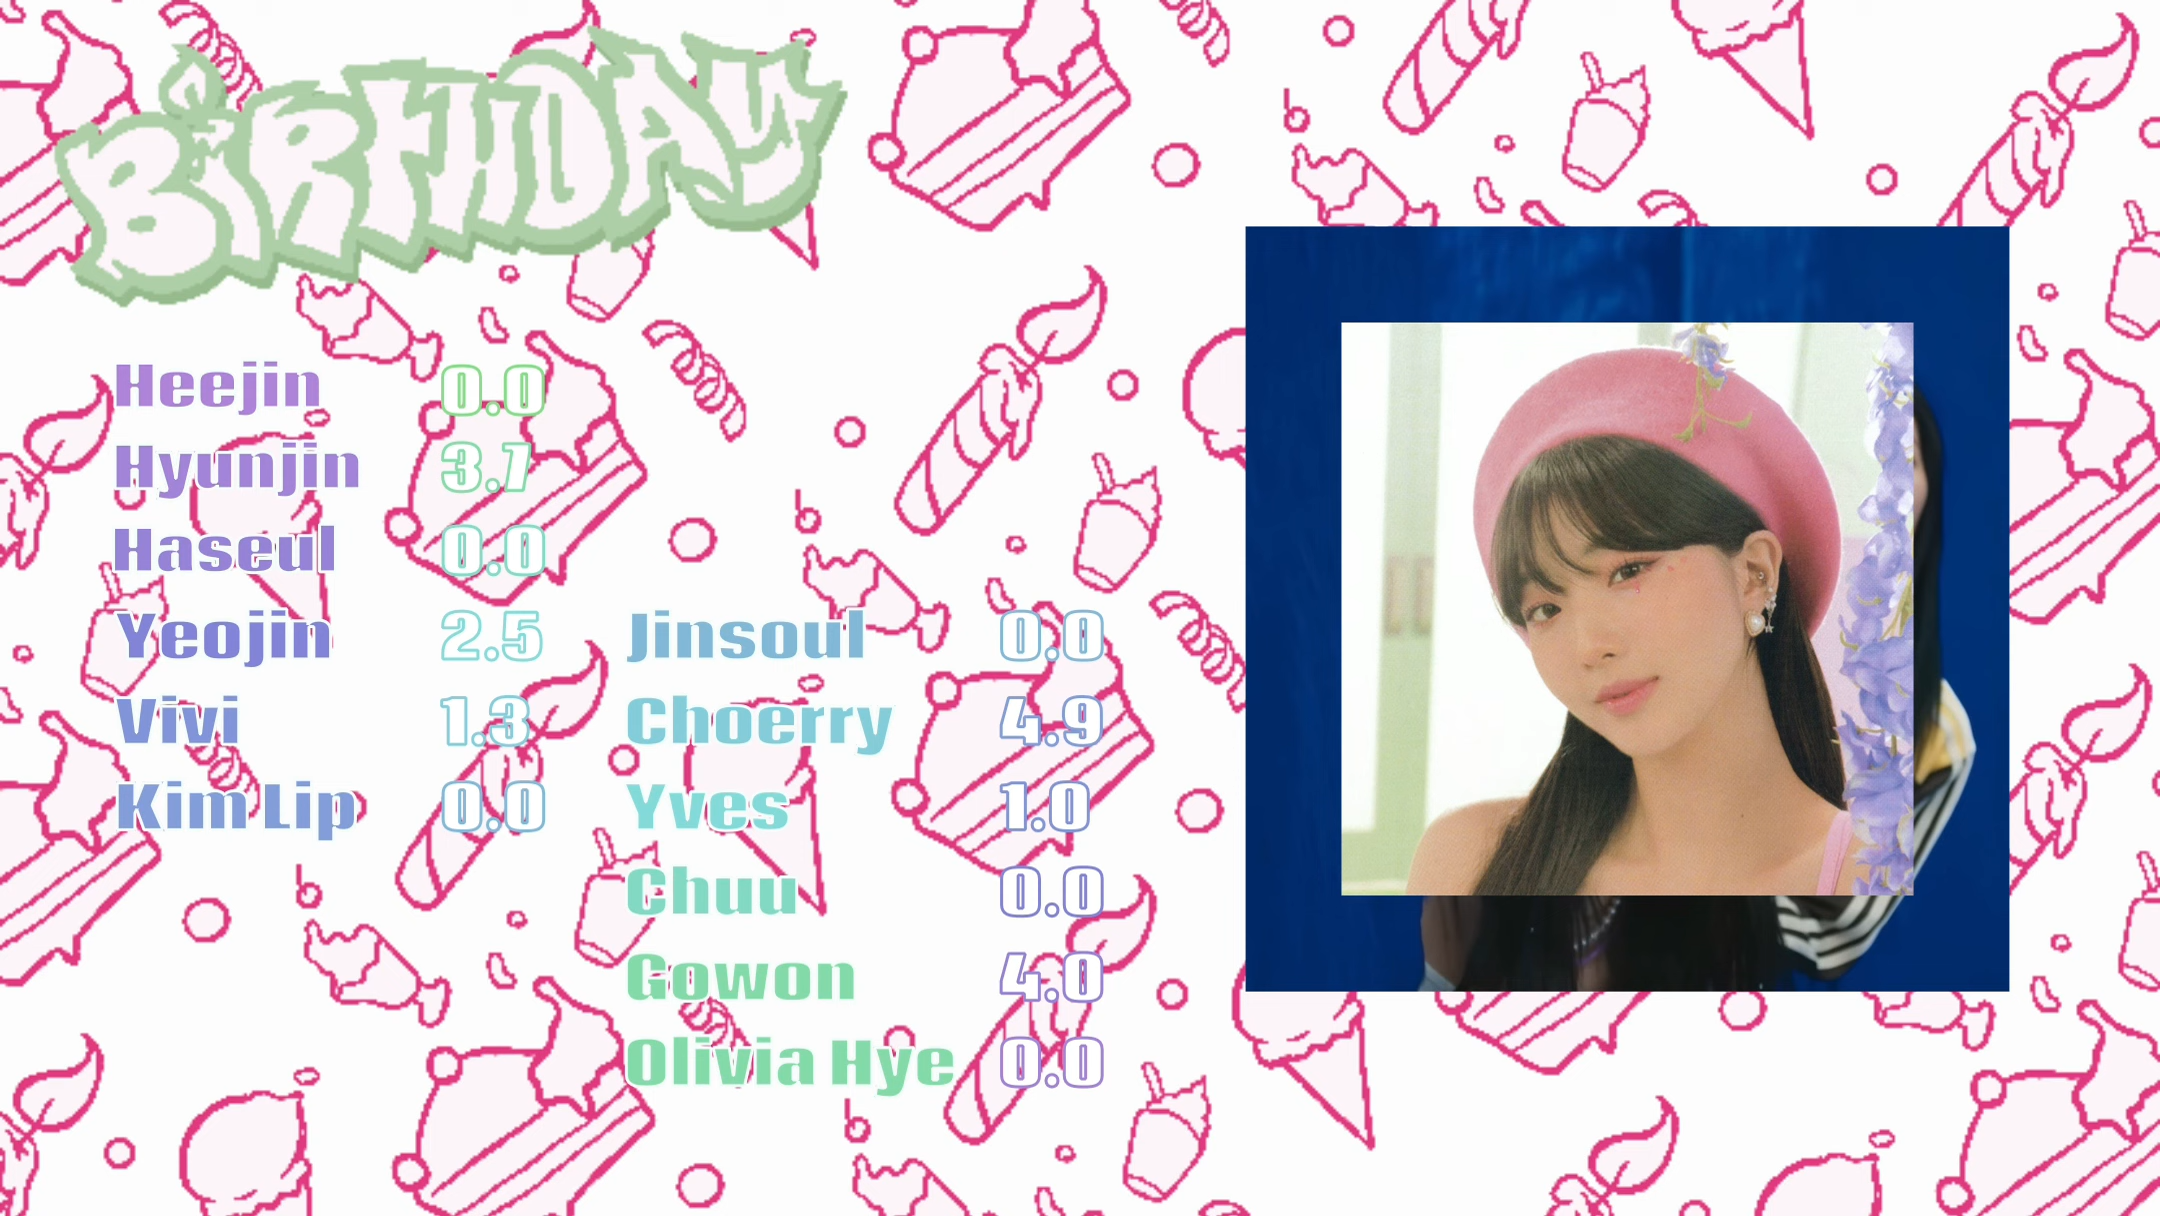 BiRTHDAY
Heejin 0.0
Hyunjin 3.7
Haseul 0.0
Yeojin 2.5
Vivi 1.3
Kim Lip 0.0
Jinsoul 0.0
Choerry 4.9
Yves 1.0
Chuu 0.0
Gowon 4.0
Olivia Hye 0.0